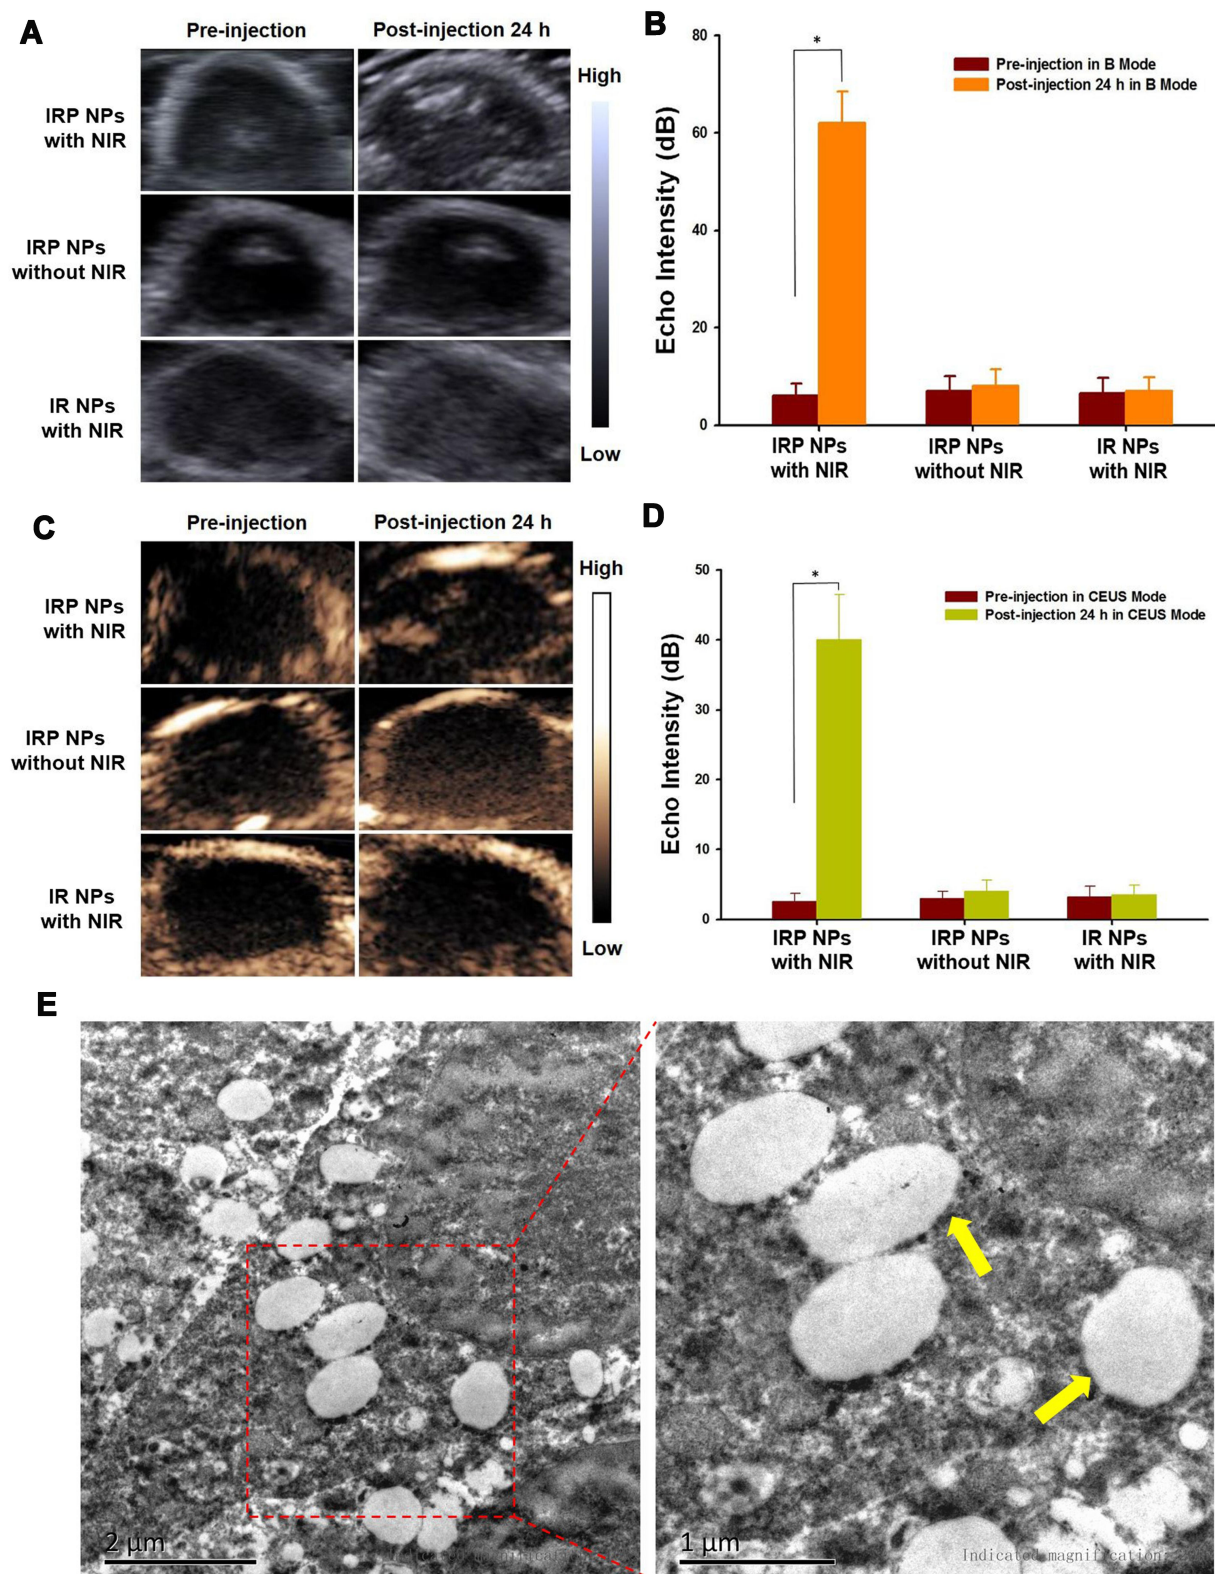 A
Pre-injection
Post-injection 24 h
IRP NPs
with NIR
IRP NPs
without NIR
IR NPs
with NIR
High
Low
B
80
60
40
20
0
Echo Intensity (dB)
Pre-injection in B Mode
Post-injection 24 h in B Mode
*
IRP NPs
with NIR
IRP NPs
without NIR
IR NPs
with NIR
C
Pre-injection
Post-injection 24 h
IRP NPs
with NIR
IRP NPs
without NIR
IR NPs
with NIR
High
Low
D
50
40
30
20
10
0
Echo Intensity (dB)
Pre-injection in CEUS Mode
Post-injection 24 h in CEUS Mode
*
IRP NPs
with NIR
IRP NPs
without NIR
IR NPs
with NIR
E
2 µm
Indicated magnification
1 µm
Indicated magnification: